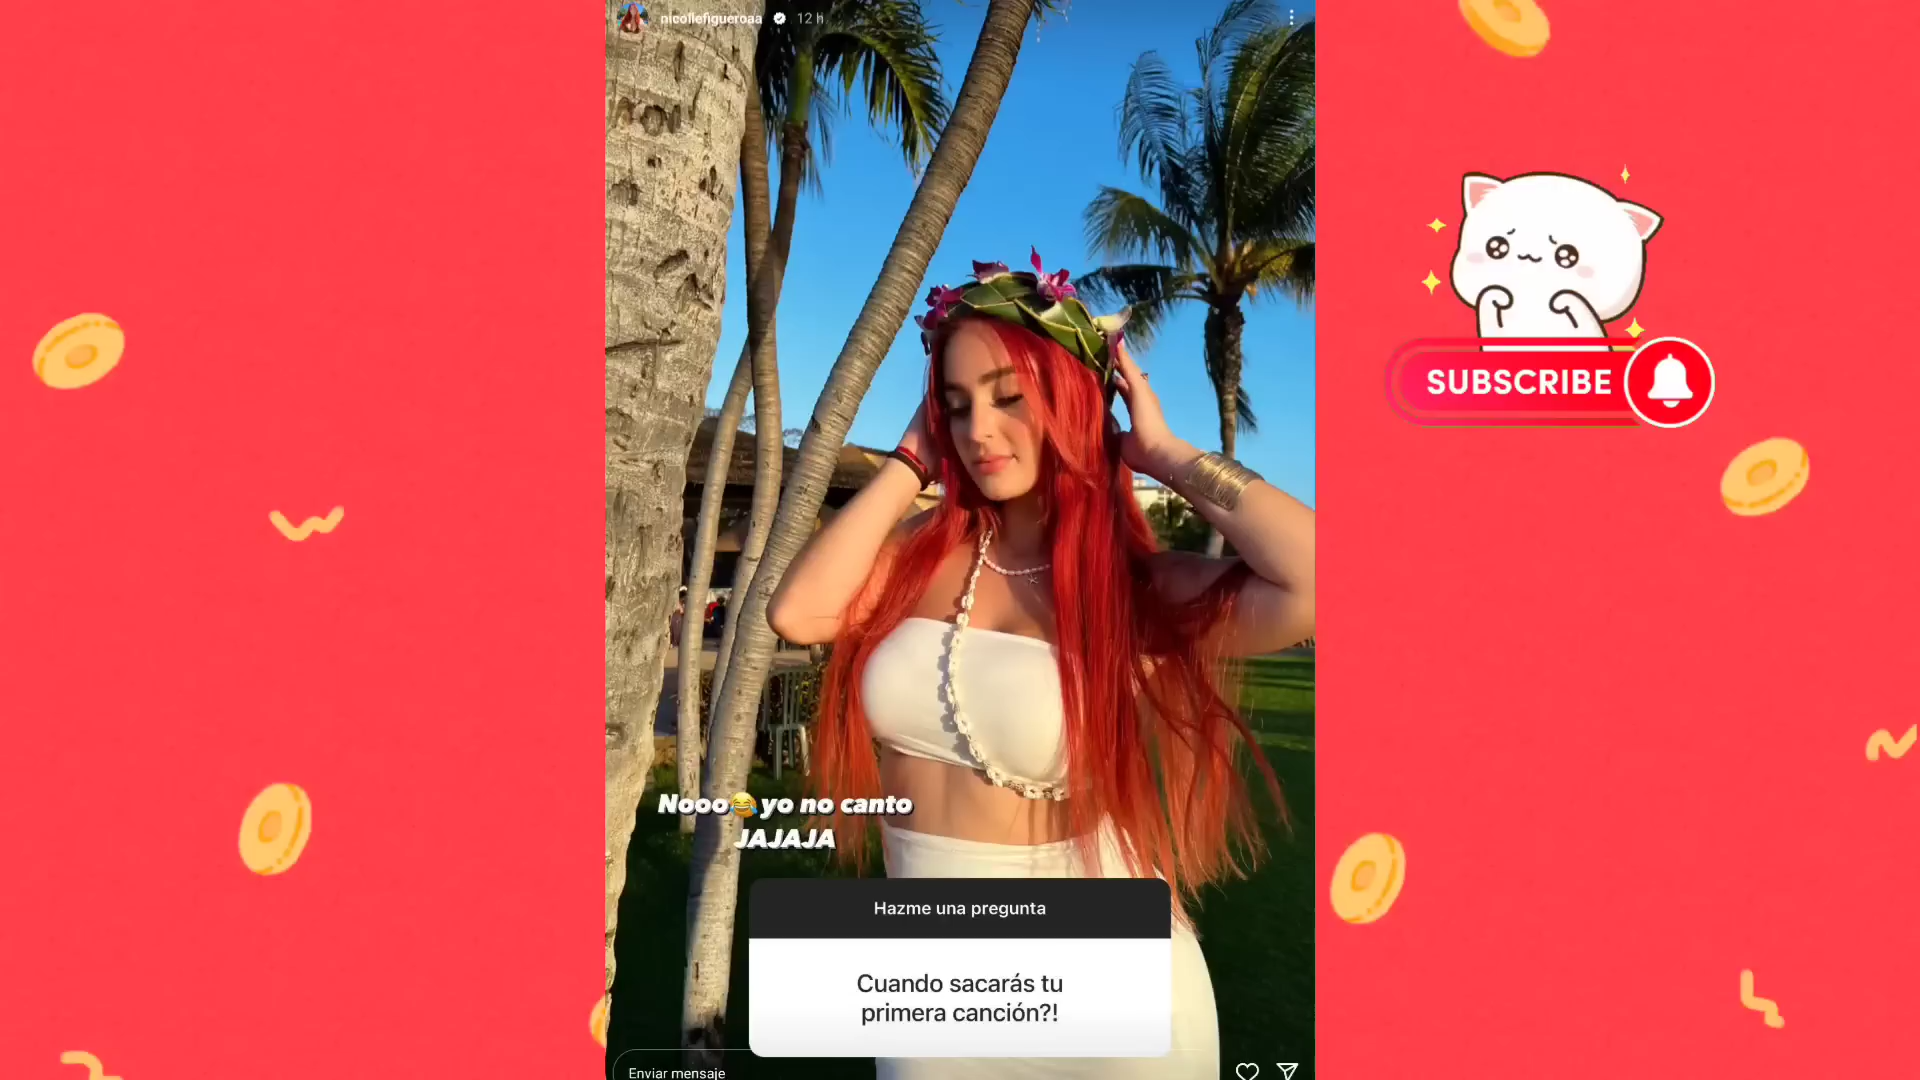 nicollefigueroaa 12 h
SUBSCRIBE
Nooo😂yo no canto
JAJAJA
Hazme una pregunta
Cuando sacarás tu
primera canción?!
Enviar mensaje